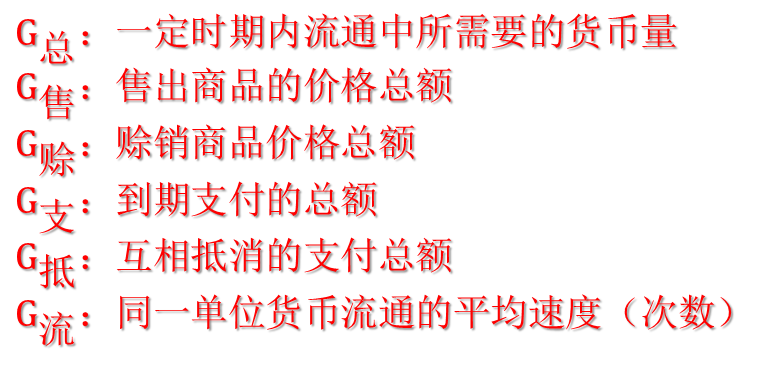 G总：一定时期内流通中所需要的货币量
G售：售出商品的价格总额
G赊：赊销商品价格总额
G支：到期支付的总额
G抵：互相抵消的支付总额
G流：同一单位货币流通的平均速度（次数）